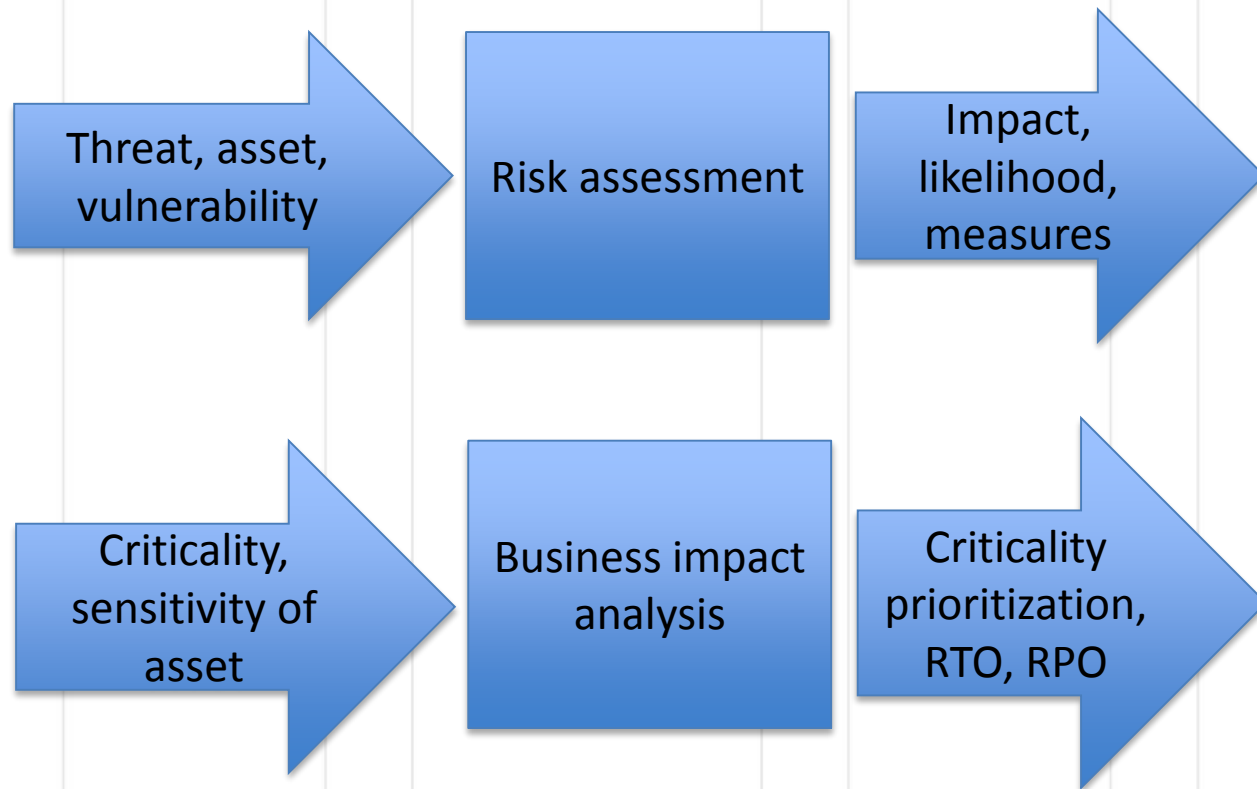 Threat, asset,
vulnerability
Risk assessment
Impact,
likelihood,
measures
Criticality,
sensitivity of
asset
Business impact
analysis
Criticality
prioritization,
RTO, RPO